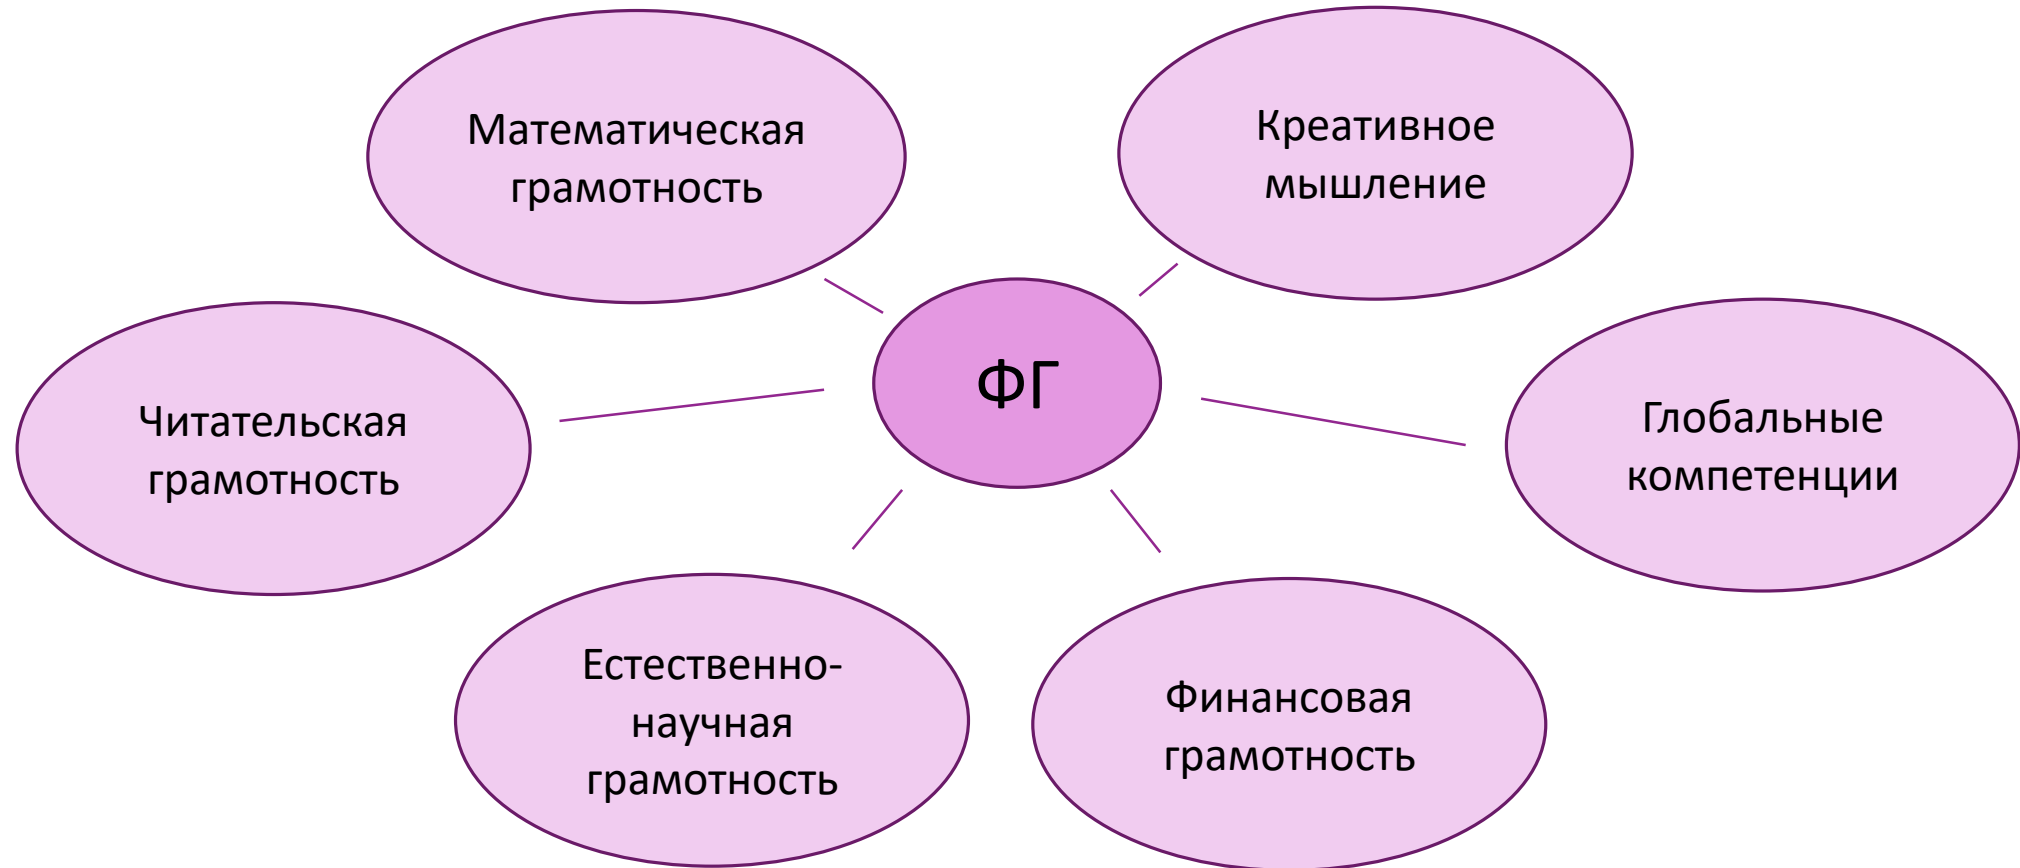 Математическая
грамотность
Креативное
мышление
ФГ
Читательская
грамотность
Глобальные
компетенции
Естественно-
научная
грамотность
Финансовая
грамотность